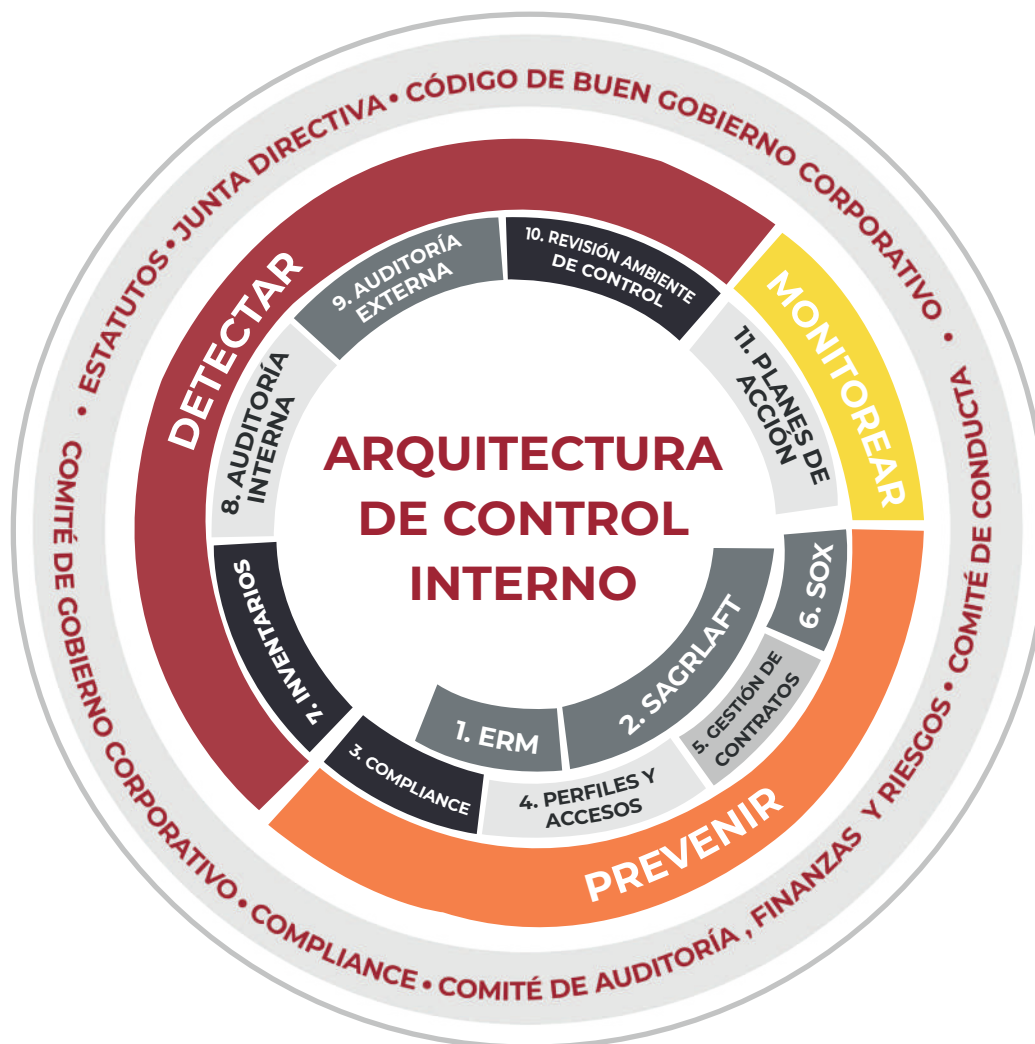 • ESTATUTOS • JUNTA DIRECTIVA • CÓDIGO DE BUEN GOBIERNO CORPORATIVO •
COMITÉ DE GOBIERNO CORPORATIVO • COMPLIANCE • COMITÉ DE AUDITORÍA , FINANZAS Y RIESGOS • COMITÉ DE CONDUCTA
DETECTAR
MONITOREAR
PREVENIR
ARQUITECTURA
DE CONTROL
INTERNO
1. ERM
2. SAGRLAFT
3. COMPLIANCE
4. PERFILES Y
ACCESOS
5. GESTIÓN DE
CONTRATOS
6. SOX
7. INVENTARIOS
8. AUDITORÍA
INTERNA
9. AUDITORÍA
EXTERNA
10. REVISIÓN AMBIENTE
DE CONTROL
11. PLANES DE
ACCIÓN